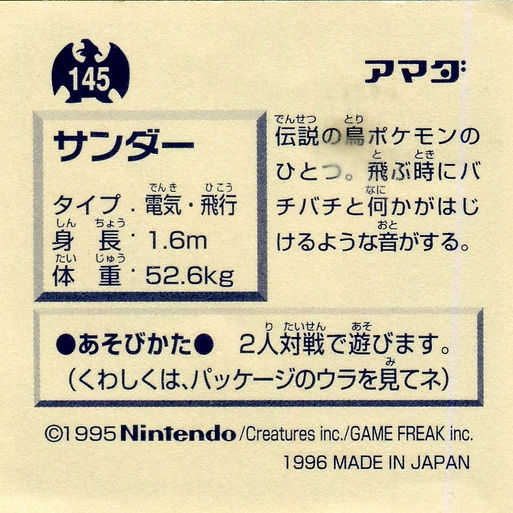 145
アマダ
サンダー
タイプ．電気・飛行
身長：1.6m
体重：52.6kg
伝説の鳥ポケモンの
ひとつ。飛ぶ時にバ
チバチと何かがはじ
けるような音がする。
●あそびかた● 2人対戦で遊びます。
（くわしくは、パッケージのウラを見てネ）
©1995 Nintendo/Creatures inc./GAME FREAK inc.
1996 MADE IN JAPAN